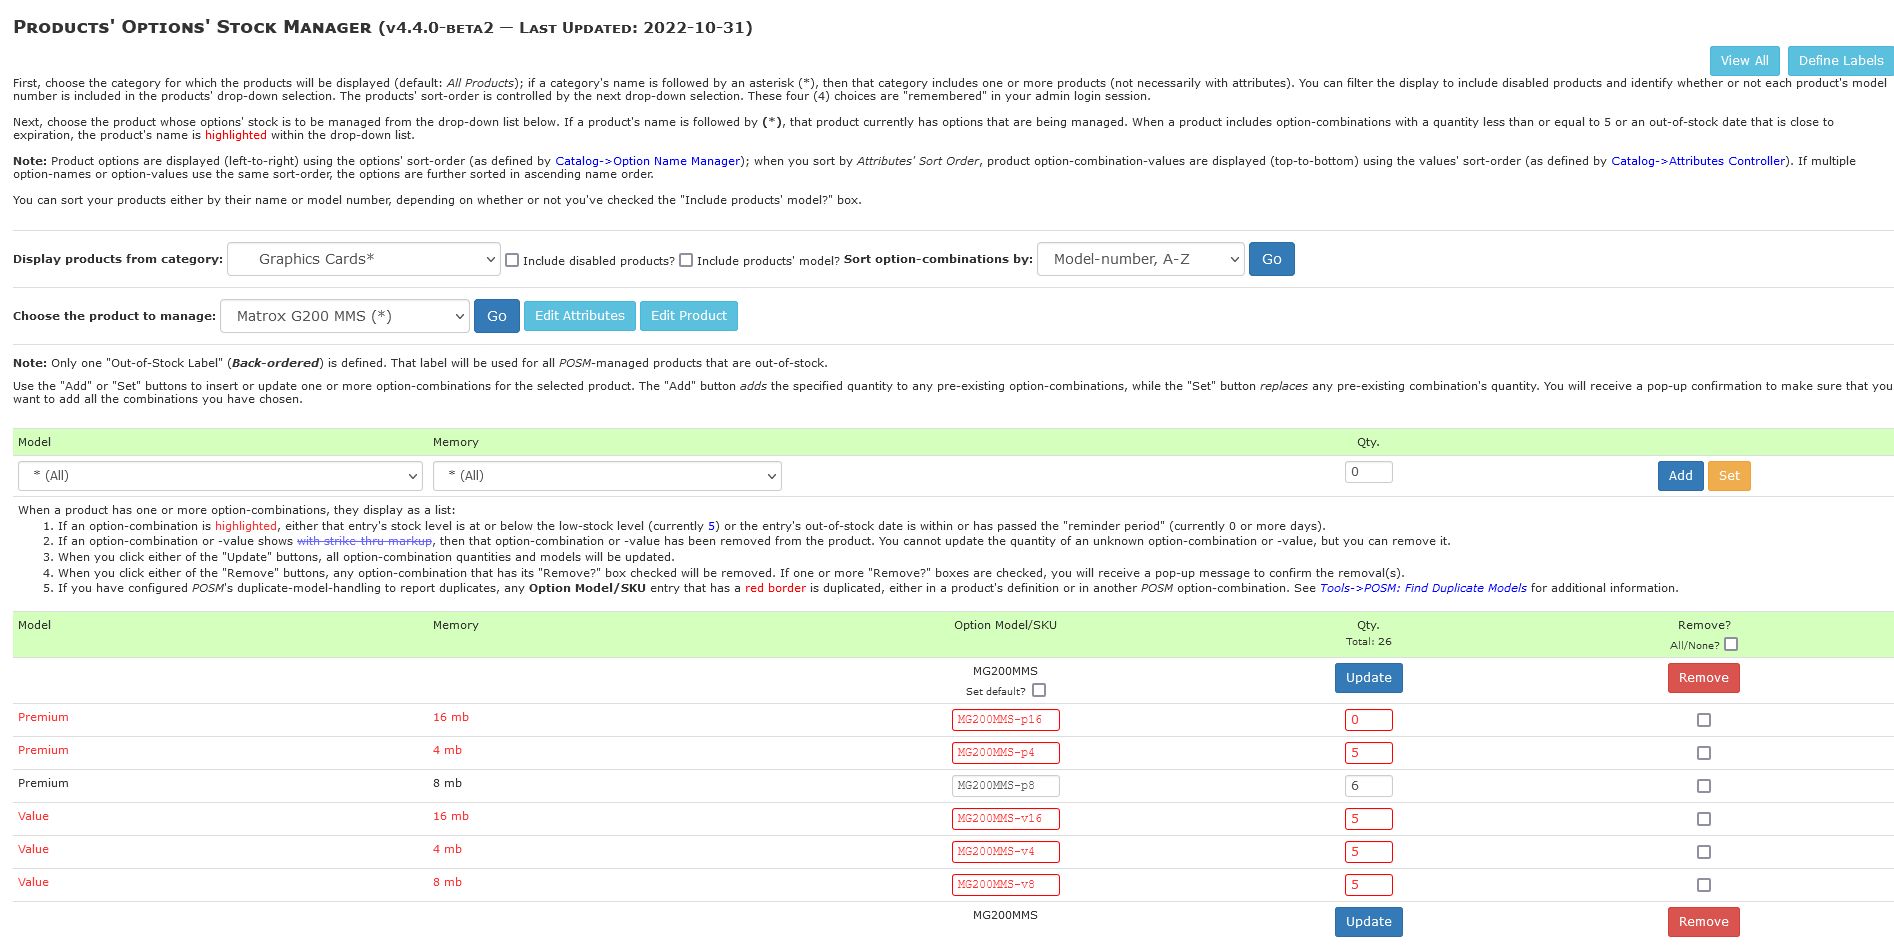 Products' Options' Stock Manager (v4.4.0-beta2 — Last Updated: 2022-10-31)
View All Define Labels
First, choose the category for which the products will be displayed (default: All Products); if a category's name is followed by an asterisk (*), then that category includes one or more products (not necessarily with attributes). You can filter the display to include disabled products and identify whether or not each product's model
number is included in the products' drop-down selection. The products' sort-order is controlled by the next drop-down selection. These four (4) choices are "remembered" in your admin login session.
Next, choose the product whose options' stock is to be managed from the drop-down list below. If a product's name is followed by (*), that product currently has options that are being managed. When a product includes option-combinations with a quantity less than or equal to 5 or an out-of-stock date that is close to
expiration, the product's name is highlighted within the drop-down list.
Note: Product options are displayed (left-to-right) using the options' sort-order (as defined by Catalog->Option Name Manager); when you sort by Attributes' Sort Order, product option-combination-values are displayed (top-to-bottom) using the values' sort-order (as defined by Catalog->Attributes Controller). If multiple
option-names or option-values use the same sort-order, the options are further sorted in ascending name order.
You can sort your products either by their name or model number, depending on whether or not you've checked the "Include products' model?" box.
Display products from category: Graphics Cards* Include disabled products? Include products' model? Sort option-combinations by: Model-number, A-Z Go
Choose the product to manage: Matrox G200 MMS (*) Go Edit Attributes Edit Product
Note: Only one "Out-of-Stock Label" (Back-ordered) is defined. That label will be used for all POSM-managed products that are out-of-stock.
Use the "Add" or "Set" buttons to insert or update one or more option-combinations for the selected product. The "Add" button adds the specified quantity to any pre-existing option-combinations, while the "Set" button replaces any pre-existing combination's quantity. You will receive a pop-up confirmation to make sure that you
want to add all the combinations you have chosen.
Model Memory Qty.
* (All) * (All) 0 Add Set
When a product has one or more option-combinations, they display as a list:
1. If an option-combination is highlighted, either that entry's stock level is at or below the low-stock level (currently 5) or the entry's out-of-stock date is within or has passed the "reminder period" (currently 0 or more days).
2. If an option-combination or -value shows with strike-thru markup, then that option-combination or -value has been removed from the product. You cannot update the quantity of an unknown option-combination or -value, but you can remove it.
3. When you click either of the "Update" buttons, all option-combination quantities and models will be updated.
4. When you click either of the "Remove" buttons, any option-combination that has its "Remove?" box checked will be removed. If one or more "Remove?" boxes are checked, you will receive a pop-up message to confirm the removal(s).
5. If you have configured POSM's duplicate-model-handling to report duplicates, any Option Model/SKU entry that has a red border is duplicated, either in a product's definition or in another POSM option-combination. See Tools->POSM: Find Duplicate Models for additional information.
Model Memory Option Model/SKU Qty. Remove?
Total: 26 All/None?
MG200MMS Update Remove
Set default?
Premium 16 mb MG200MMS-p16 0
Premium 4 mb MG200MMS-p4 5
Premium 8 mb MG200MMS-p8 6
Value 16 mb MG200MMS-v16 5
Value 4 mb MG200MMS-v4 5
Value 8 mb MG200MMS-v8 5
MG200MMS Update Remove